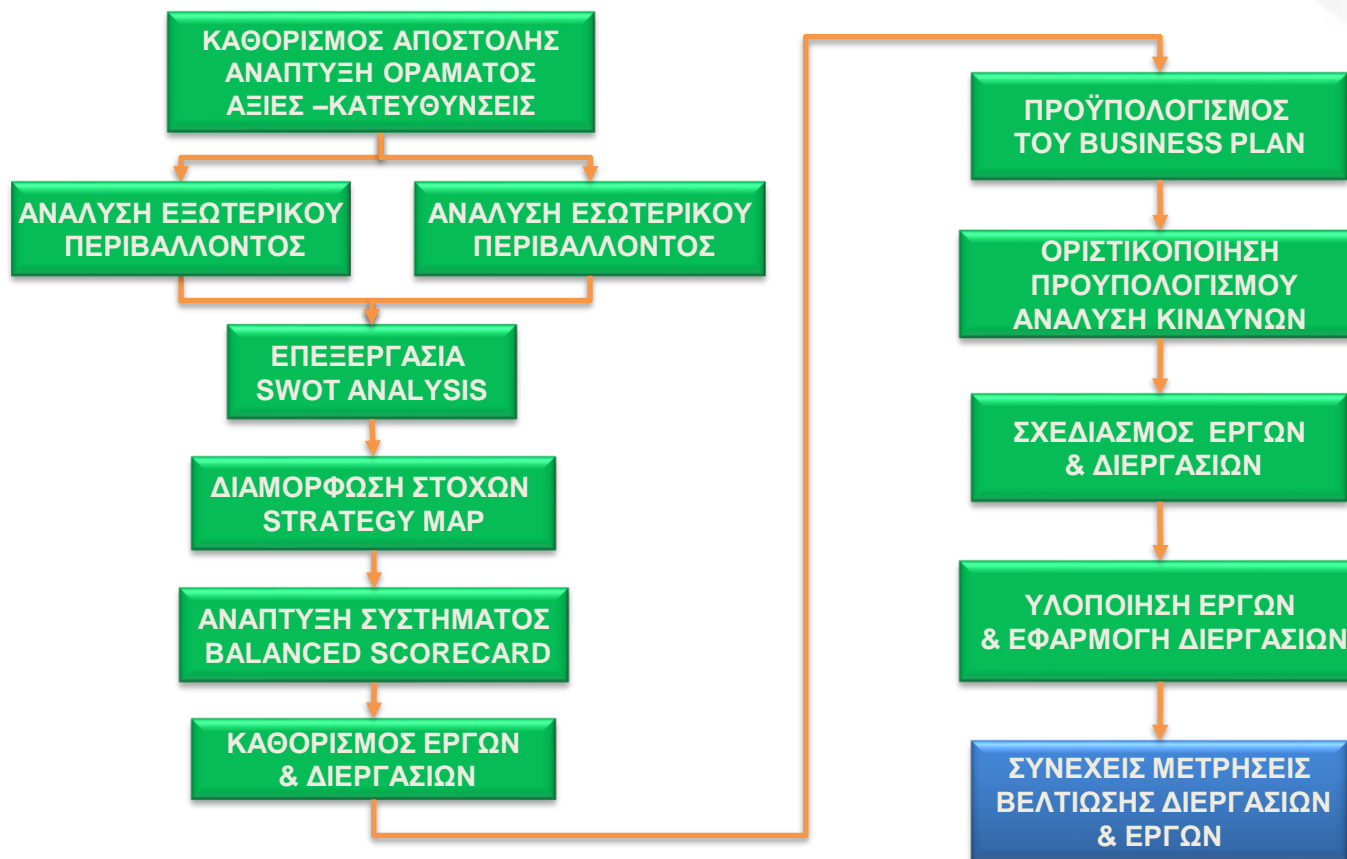 ΚΑΘΟΡΙΣΜΟΣ ΑΠΟΣΤΟΛΗΣ
ΑΝΑΠΤΥΞΗ ΟΡΑΜΑΤΟΣ
ΑΞΙΕΣ –ΚΑΤΕΥΘΥΝΣΕΙΣ
ΑΝΑΛΥΣΗ ΕΞΩΤΕΡΙΚΟΥ
ΠΕΡΙΒΑΛΛΟΝΤΟΣ
ΑΝΑΛΥΣΗ ΕΣΩΤΕΡΙΚΟΥ
ΠΕΡΙΒΑΛΛΟΝΤΟΣ
ΕΠΕΞΕΡΓΑΣΙΑ
SWOT ANALYSIS
ΔΙΑΜΟΡΦΩΣΗ ΣΤΟΧΩΝ
STRATEGY MAP
ΑΝΑΠΤΥΞΗ ΣΥΣΤΗΜΑΤΟΣ
BALANCED SCORECARD
ΚΑΘΟΡΙΣΜΟΣ ΕΡΓΩΝ
& ΔΙΕΡΓΑΣΙΩΝ
ΠΡΟΫΠΟΛΟΓΙΣΜΟΣ
ΤΟΥ BUSINESS PLAN
ΟΡΙΣΤΙΚΟΠΟΙΗΣΗ
ΠΡΟΥΠΟΛΟΓΙΣΜΟΥ
ΑΝΑΛΥΣΗ ΚΙΝΔΥΝΩΝ
ΣΧΕΔΙΑΣΜΟΣ ΕΡΓΩΝ
& ΔΙΕΡΓΑΣΙΩΝ
ΥΛΟΠΟΙΗΣΗ ΕΡΓΩΝ
& ΕΦΑΡΜΟΓΗ ΔΙΕΡΓΑΣΙΩΝ
ΣΥΝΕΧΕΙΣ ΜΕΤΡΗΣΕΙΣ
ΒΕΛΤΙΩΣΗΣ ΔΙΕΡΓΑΣΙΩΝ
& ΕΡΓΩΝ